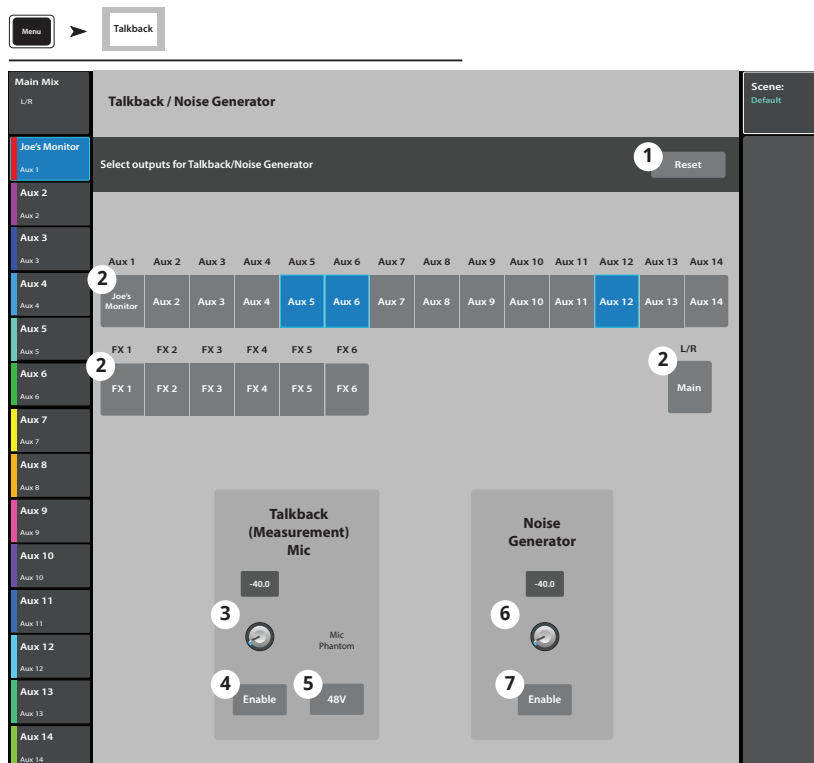 Menu
Talkback
Main Mix
L/R
Talkback / Noise Generator
Scene:
Default
Joe's Monitor
Aux 1
Select outputs for Talkback/Noise Generator
1
Reset
Aux 2
Aux 2
Aux 3
Aux 3
Aux 4
Aux 4
Aux 5
Aux 5
Aux 6
Aux 6
Aux 7
Aux 7
Aux 8
Aux 8
Aux 9
Aux 9
Aux 10
Aux 10
Aux 11
Aux 11
Aux 12
Aux 12
Aux 13
Aux 13
Aux 14
Aux 14
Aux 1 Aux 2 Aux 3 Aux 4 Aux 5 Aux 6 Aux 7 Aux 8 Aux 9 Aux 10 Aux 11 Aux 12 Aux 13 Aux 14
2
Joe's
Monitor Aux 2 Aux 3 Aux 4 Aux 5 Aux 6 Aux 7 Aux 8 Aux 9 Aux 10 Aux 11 Aux 12 Aux 13 Aux 14
FX 1 FX 2 FX 3 FX 4 FX 5 FX 6 L/R
2
2
FX 1 FX 2 FX 3 FX 4 FX 5 FX 6 Main
Talkback
(Measurement)
Mic
-40.0
3
Mic
Phantom
4
Enable
5
48V
Noise
Generator
-40.0
6
7
Enable